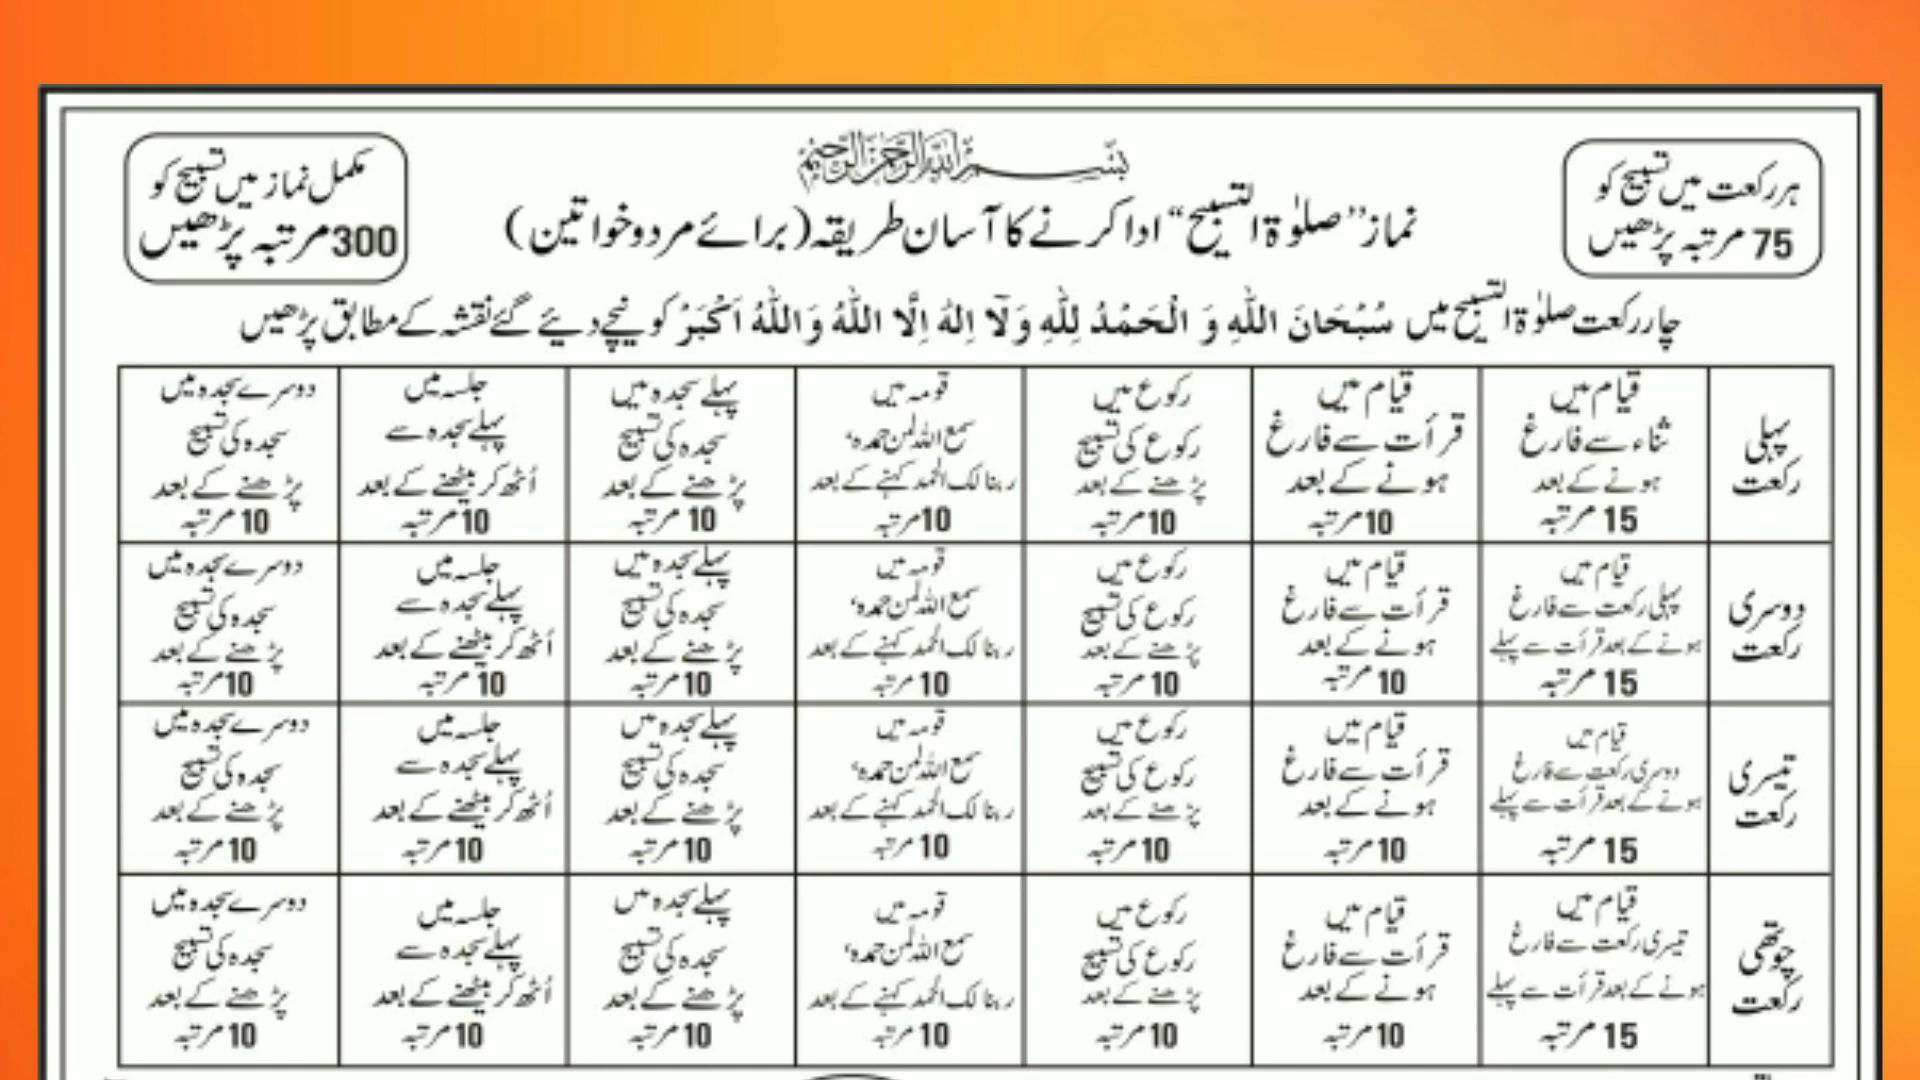 بسم الله الرحمن الرحيم
ہر رکعت میں تسبیح کو
75 مرتبہ پڑھیں
نماز ’’صلوٰۃ التسبیح‘‘ ادا کرنے کا آسان طریقہ (برائے مرد و خواتین)
مکمل نماز میں تسبیح کو
300 مرتبہ پڑھیں
چار رکعت صلوٰۃ التسبیح میں سُبْحَانَ اللّٰہِ وَ الْحَمْدُ لِلّٰہِ وَلَآ اِلٰہَ اِلَّا اللّٰہُ وَاللّٰہُ اَکْبَرُ کو نیچے دیئے گئے نقشہ کے مطابق پڑھیں
پہلی
رکعت
قیام میں
ثناء سے فارغ
ہونے کے بعد
15 مرتبہ
قیام میں
قرأت سے فارغ
ہونے کے بعد
10 مرتبہ
رکوع میں
رکوع کی تسبیح
پڑھنے کے بعد
10 مرتبہ
قومہ میں
سمع اللہ لمن حمدہ‘
ربنا لک الحمد کہنے کے بعد
10 مرتبہ
پہلے سجدہ میں
سجدہ کی تسبیح
پڑھنے کے بعد
10 مرتبہ
جلسہ میں
پہلے سجدہ سے
اُٹھ کر بیٹھنے کے بعد
10 مرتبہ
دوسرے سجدہ میں
سجدہ کی تسبیح
پڑھنے کے بعد
10 مرتبہ
دوسری
رکعت
قیام میں
پہلی رکعت سے فارغ
ہونے کے بعد قرأت سے پہلے
15 مرتبہ
قیام میں
قرأت سے فارغ
ہونے کے بعد
10 مرتبہ
رکوع میں
رکوع کی تسبیح
پڑھنے کے بعد
10 مرتبہ
قومہ میں
سمع اللہ لمن حمدہ‘
ربنا لک الحمد کہنے کے بعد
10 مرتبہ
پہلے سجدہ میں
سجدہ کی تسبیح
پڑھنے کے بعد
10 مرتبہ
جلسہ میں
پہلے سجدہ سے
اُٹھ کر بیٹھنے کے بعد
10 مرتبہ
دوسرے سجدہ میں
سجدہ کی تسبیح
پڑھنے کے بعد
10 مرتبہ
تیسری
رکعت
قیام میں
دوسری رکعت سے فارغ
ہونے کے بعد قرأت سے پہلے
15 مرتبہ
قیام میں
قرأت سے فارغ
ہونے کے بعد
10 مرتبہ
رکوع میں
رکوع کی تسبیح
پڑھنے کے بعد
10 مرتبہ
قومہ میں
سمع اللہ لمن حمدہ‘
ربنا لک الحمد کہنے کے بعد
10 مرتبہ
پہلے سجدہ میں
سجدہ کی تسبیح
پڑھنے کے بعد
10 مرتبہ
جلسہ میں
پہلے سجدہ سے
اُٹھ کر بیٹھنے کے بعد
10 مرتبہ
دوسرے سجدہ میں
سجدہ کی تسبیح
پڑھنے کے بعد
10 مرتبہ
چوتھی
رکعت
قیام میں
تیسری رکعت سے فارغ
ہونے کے بعد قرأت سے پہلے
15 مرتبہ
قیام میں
قرأت سے فارغ
ہونے کے بعد
10 مرتبہ
رکوع میں
رکوع کی تسبیح
پڑھنے کے بعد
10 مرتبہ
قومہ میں
سمع اللہ لمن حمدہ‘
ربنا لک الحمد کہنے کے بعد
10 مرتبہ
پہلے سجدہ میں
سجدہ کی تسبیح
پڑھنے کے بعد
10 مرتبہ
جلسہ میں
پہلے سجدہ سے
اُٹھ کر بیٹھنے کے بعد
10 مرتبہ
دوسرے سجدہ میں
سجدہ کی تسبیح
پڑھنے کے بعد
10 مرتبہ